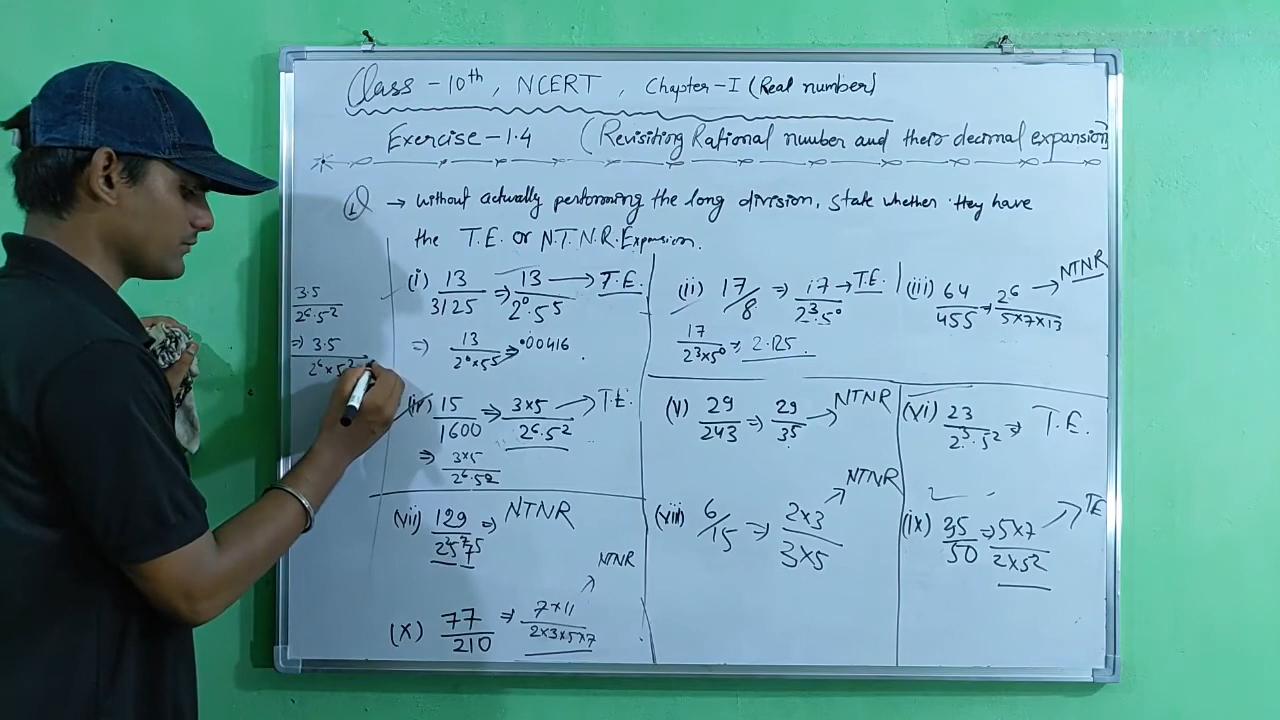 Class - 10th, NCERT, Chapter - I (Real number)
Exercise - 1.4 (Revisiting Rational number and their decimal expansion
Q → Without actually performing the long division, state whether they have
the T.E. or N.T.N.R. Expansion.
(i) 13/3125 ⇒ 13/2⁰·5⁵ → T.E.
⇒ 13/2⁰×5⁵ ⇒ .00416
(ii) 17/8 ⇒ 17/2³·5⁰ → T.E.
17/2³×5⁰ ⇒ 2.125
(iii) 64/455 ⇒ 2⁶/5×7×13 → NTNR
3.5/2⁶·5²
⇒ 3.5/2⁶×5²
(iv) 15/1600 ⇒ 3×5/2⁶·5² → T.E.
⇒ 3×5/2⁶·5²
(v) 29/243 ⇒ 29/3⁵ → NTNR
(vi) 23/2³·5² ⇒ T.E.
(vii) 129/2²5⁷7⁵ ⇒ NTNR
(viii) 6/15 ⇒ 2×3/3×5 → NTNR
(ix) 35/50 ⇒ 5×7/2×5² → TE
(x) 77/210 ⇒ 7×11/2×3×5×7 → NTNR